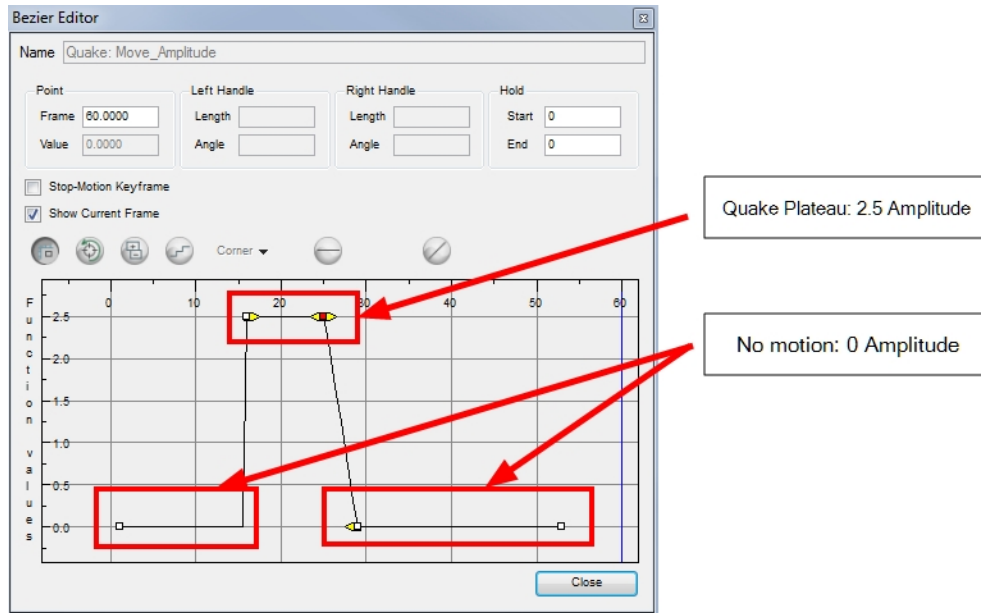 Bezier Editor
Name Quake: Move_Amplitude
Point Left Handle Right Handle Hold
Frame 60.0000 Length Length Start 0
Value 0.0000 Angle Angle End 0
Stop-Motion Keyframe
Show Current Frame
Corner
Quake Plateau: 2.5 Amplitude
No motion: 0 Amplitude
0 10 20 30 40 50 60
Function values
2.5
2.0
1.5
1.0
0.5
0.0
Close